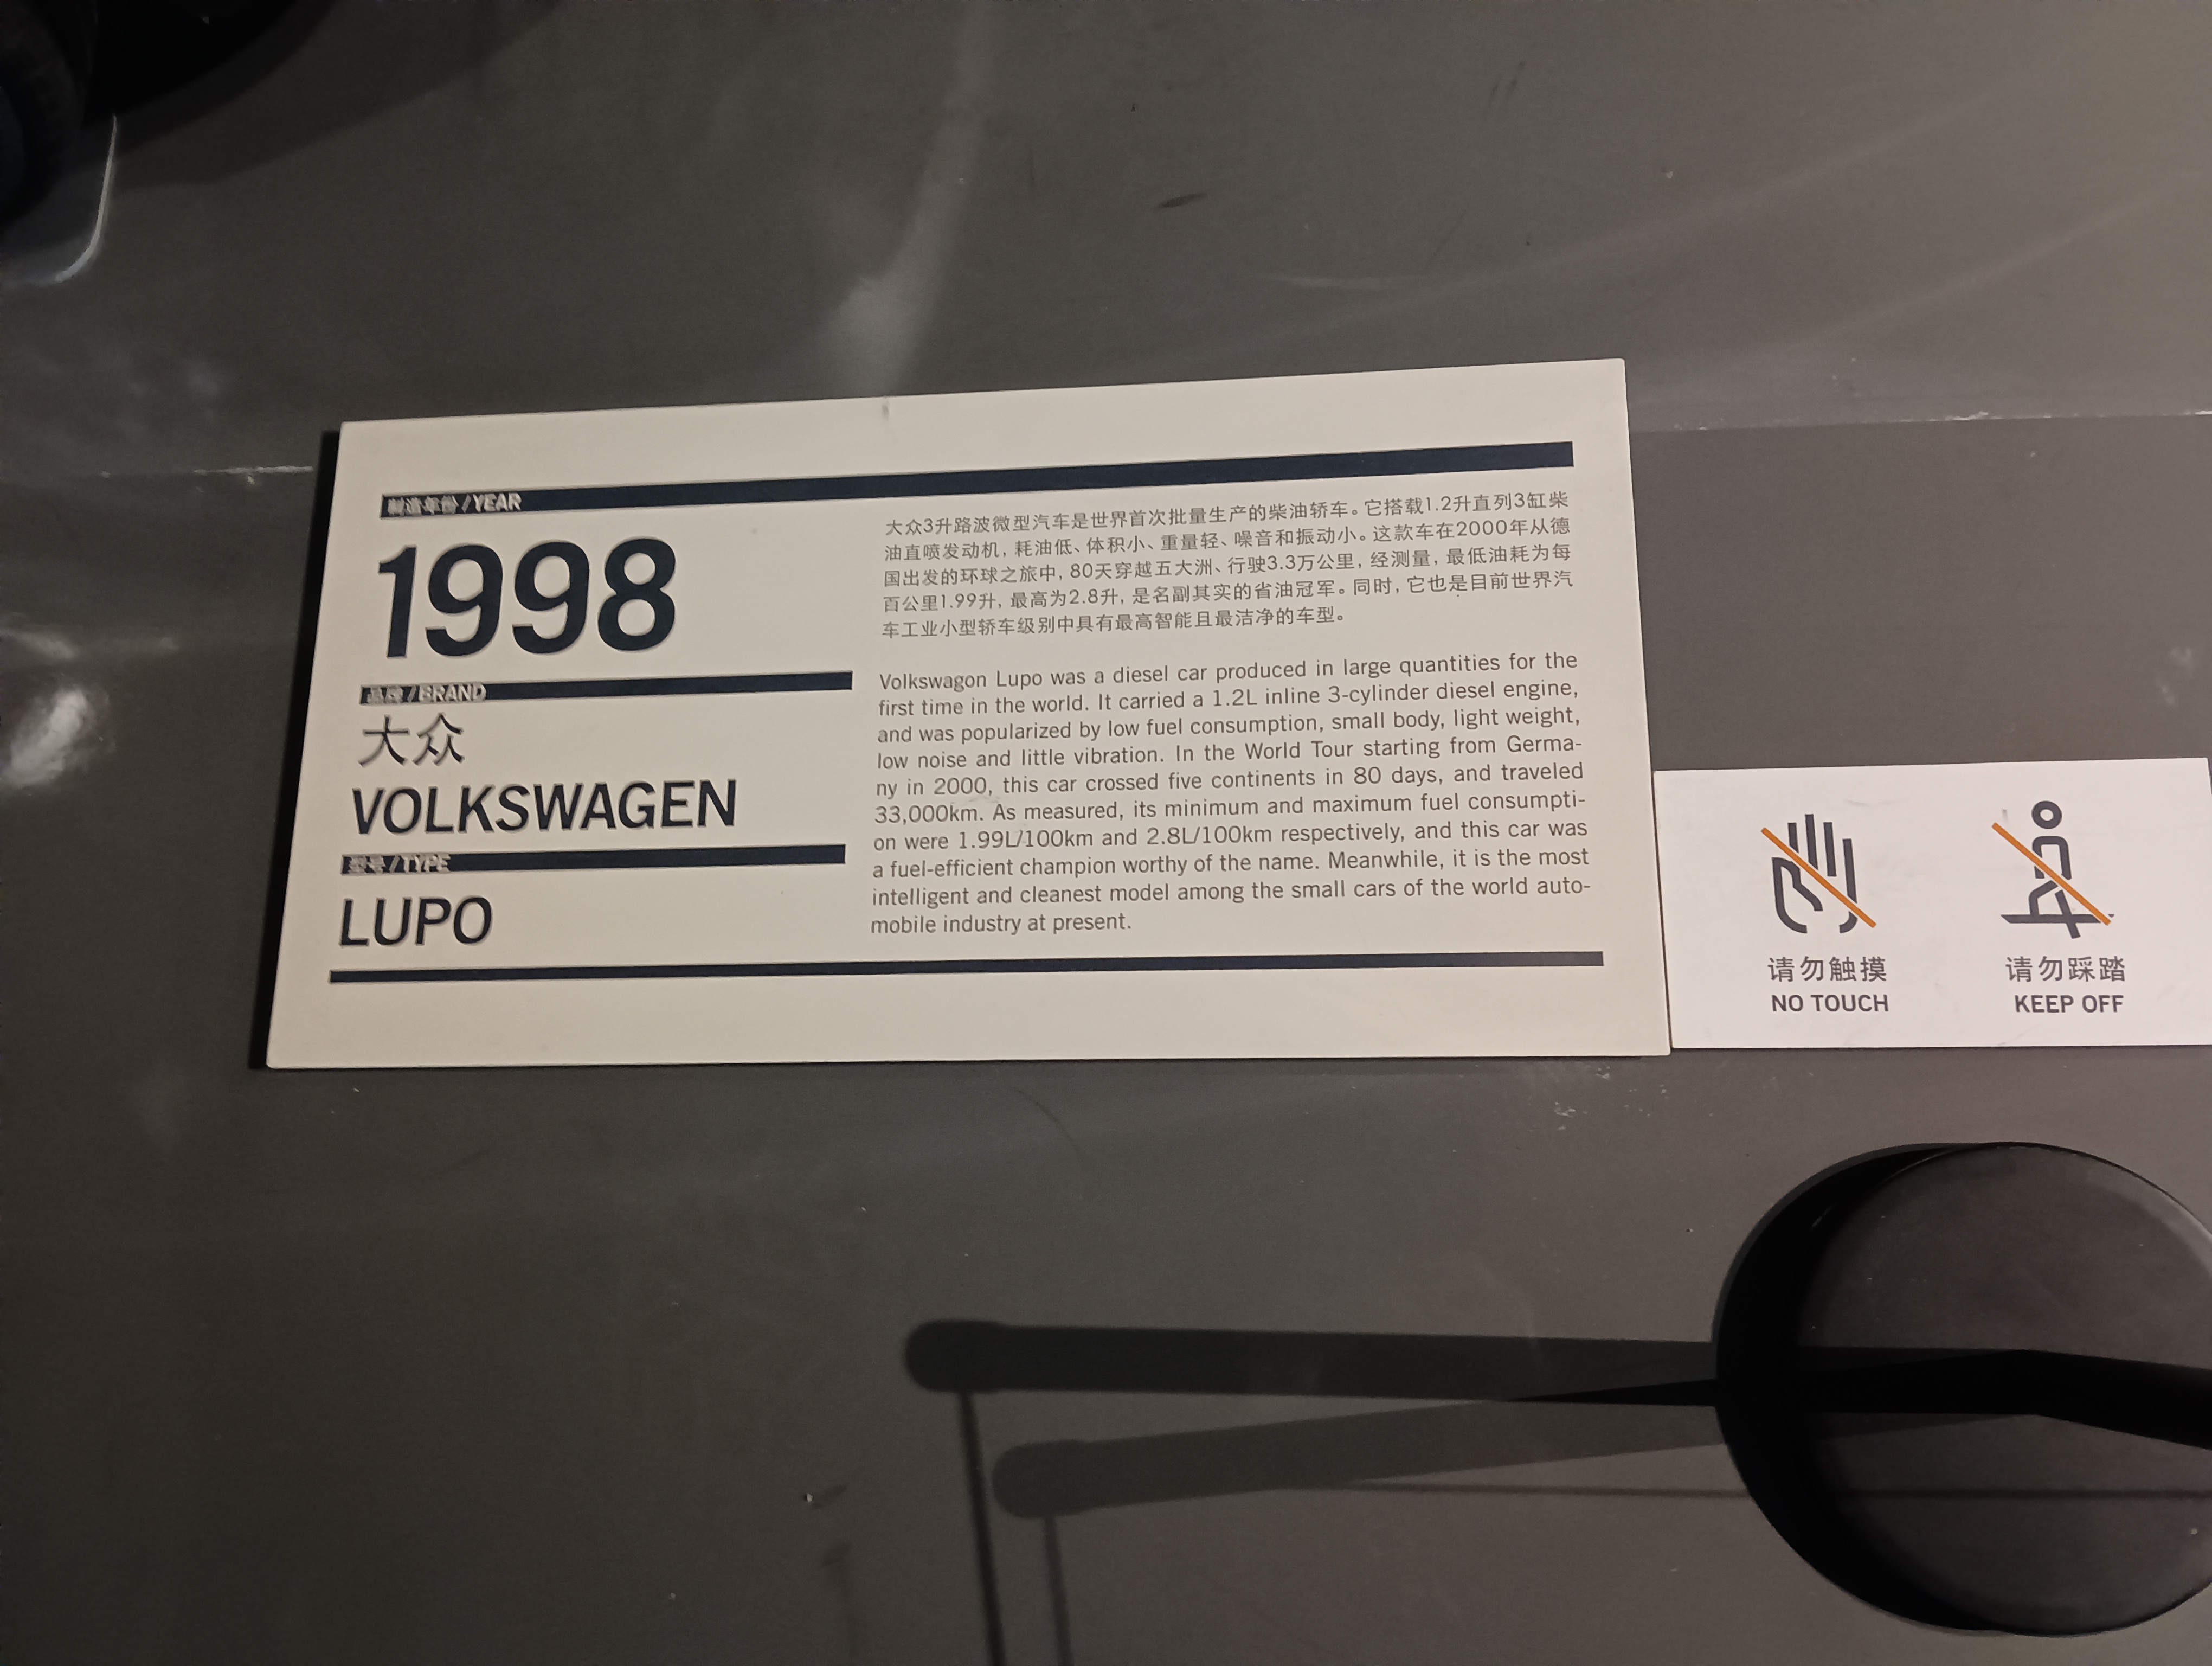 制造年份 / YEAR
1998
品牌 / BRAND
大众
VOLKSWAGEN
型号 / TYPE
LUPO
大众3升路波微型汽车是世界首次批量生产的柴油轿车。它搭载1.2升直列3缸柴
油直喷发动机, 耗油低、体积小、重量轻、噪音和振动小。这款车在2000年从德
国出发的环球之旅中, 80天穿越五大洲、行驶3.3万公里, 经测量, 最低油耗为每
百公里1.99升, 最高为2.8升, 是名副其实的省油冠军。同时, 它也是目前世界汽
车工业小型轿车级别中具有最高智能且最洁净的车型。
Volkswagon Lupo was a diesel car produced in large quantities for the
first time in the world. It carried a 1.2L inline 3-cylinder diesel engine,
and was popularized by low fuel consumption, small body, light weight,
low noise and little vibration. In the World Tour starting from Germa-
ny in 2000, this car crossed five continents in 80 days, and traveled
33,000km. As measured, its minimum and maximum fuel consumpti-
on were 1.99L/100km and 2.8L/100km respectively, and this car was
a fuel-efficient champion worthy of the name. Meanwhile, it is the most
intelligent and cleanest model among the small cars of the world auto-
mobile industry at present.
请勿触摸
NO TOUCH
请勿踩踏
KEEP OFF